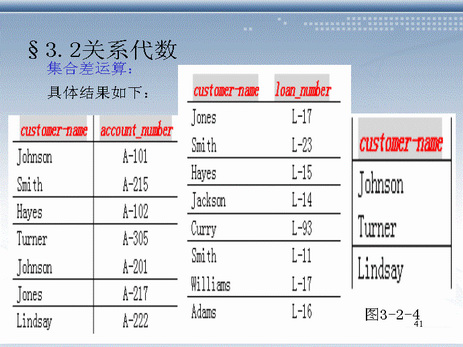 §3.2关系代数
集合差运算：
具体结果如下：
customer-name account_number
Johnson A-101
Smith A-215
Hayes A-102
Turner A-305
Johnson A-201
Jones A-217
Lindsay A-222
customer-name loan_number
Jones L-17
Smith L-23
Hayes L-15
Jackson L-14
Curry L-93
Smith L-11
Williams L-17
Adams L-16
customer-name
Johnson
Turner
Lindsay
图3-2-4
41